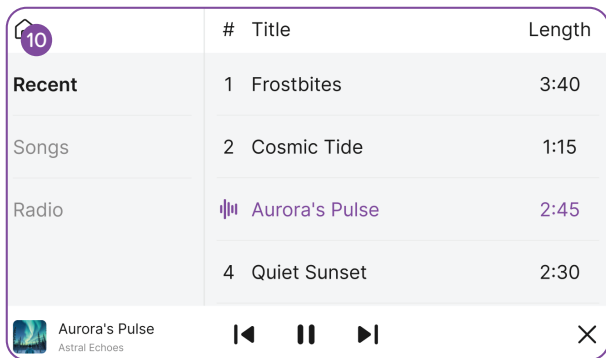 10
# Title Length
Recent
1 Frostbites 3:40
Songs
2 Cosmic Tide 1:15
Radio
Aurora's Pulse 2:45
4 Quiet Sunset 2:30
Aurora's Pulse
Astral Echoes